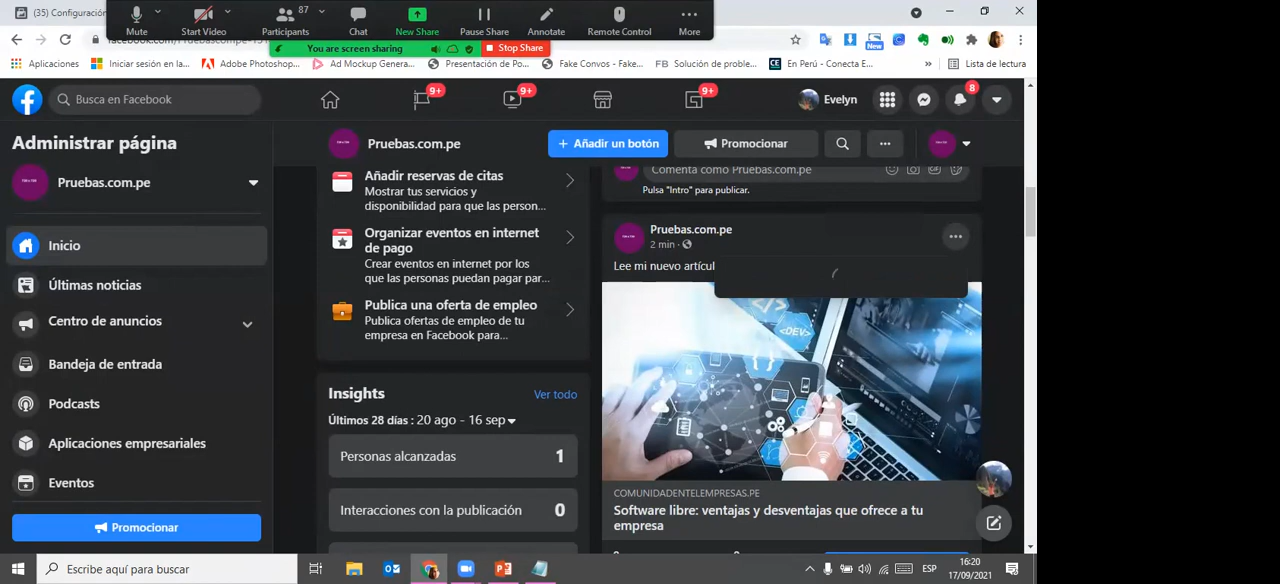 (35) Configuración
Mute
Start Video
87
Participants
Chat
New Share
Pause Share
Annotate
Remote Control
More
You are screen sharing
Stop Share
New
Aplicaciones
Iniciar sesión en la...
Adobe Photoshop...
Ad Mockup Genera...
Presentación de Po...
Fake Convos - Fake...
FB Solución de proble...
CE En Perú - Conecta E...
»
Lista de lectura
Busca en Facebook
9+
9+
9+
Evelyn
8
Administrar página
Pruebas.com.pe
Añadir un botón
Promocionar
Pruebas.com.pe
Inicio
Últimas noticias
Centro de anuncios
Bandeja de entrada
Podcasts
Aplicaciones empresariales
Eventos
Promocionar
Añadir reservas de citas
Mostrar tus servicios y
disponibilidad para que las person...
Organizar eventos en internet
de pago
Crear eventos en internet por los
que las personas puedan pagar par...
Publica una oferta de empleo
Publica ofertas de empleo de tu
empresa en Facebook para...
Insights
Ver todo
Últimos 28 días : 20 ago - 16 sep
Personas alcanzadas
1
Interacciones con la publicación
0
Comenta como Pruebas.com.pe
Pulsa "Intro" para publicar.
Pruebas.com.pe
2 min ·
Lee mi nuevo artícul
</>
<DEV>
{ }
COMUNIDADENTELEMPRESAS.PE
Software libre: ventajas y desventajas que ofrece a tu
empresa
Escribe aquí para buscar
ESP
16:20
17/09/2021